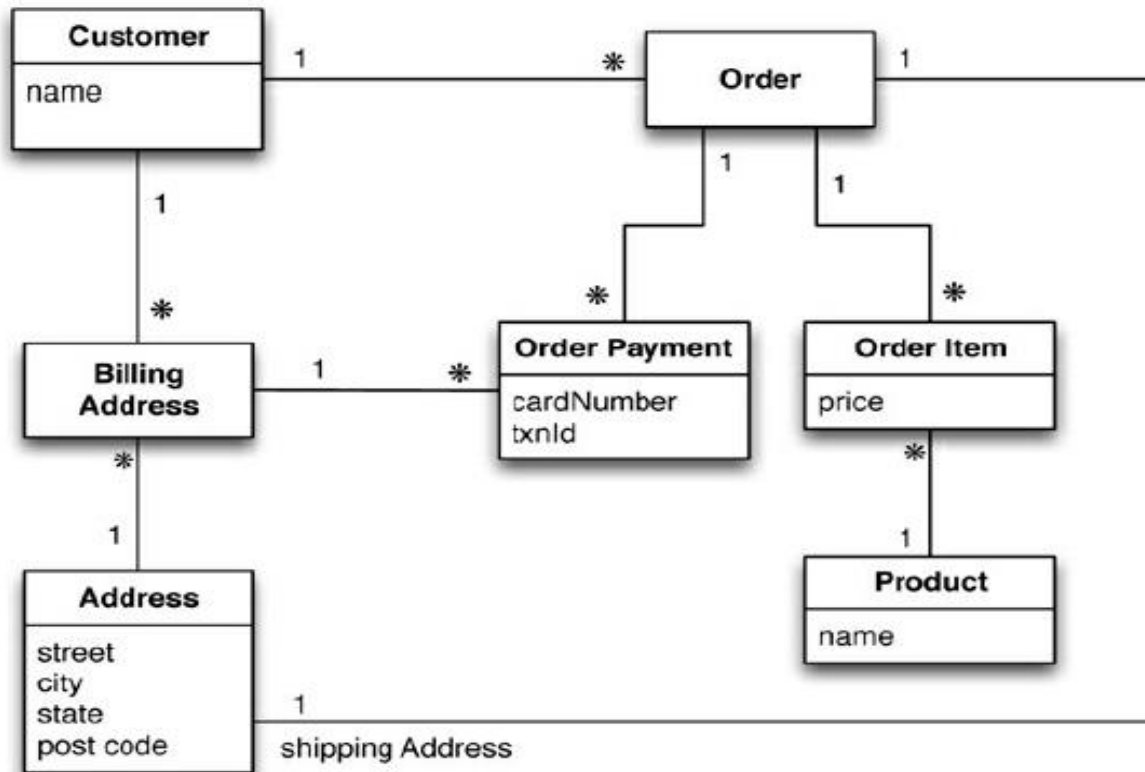 Customer
name
1
*
Order
1
1
*
1
*
1
*
Billing
Address
1
*
Order Payment
cardNumber
txnId
Order Item
price
*
1
*
1
Address
street
city
state
post code
Product
name
1
shipping Address